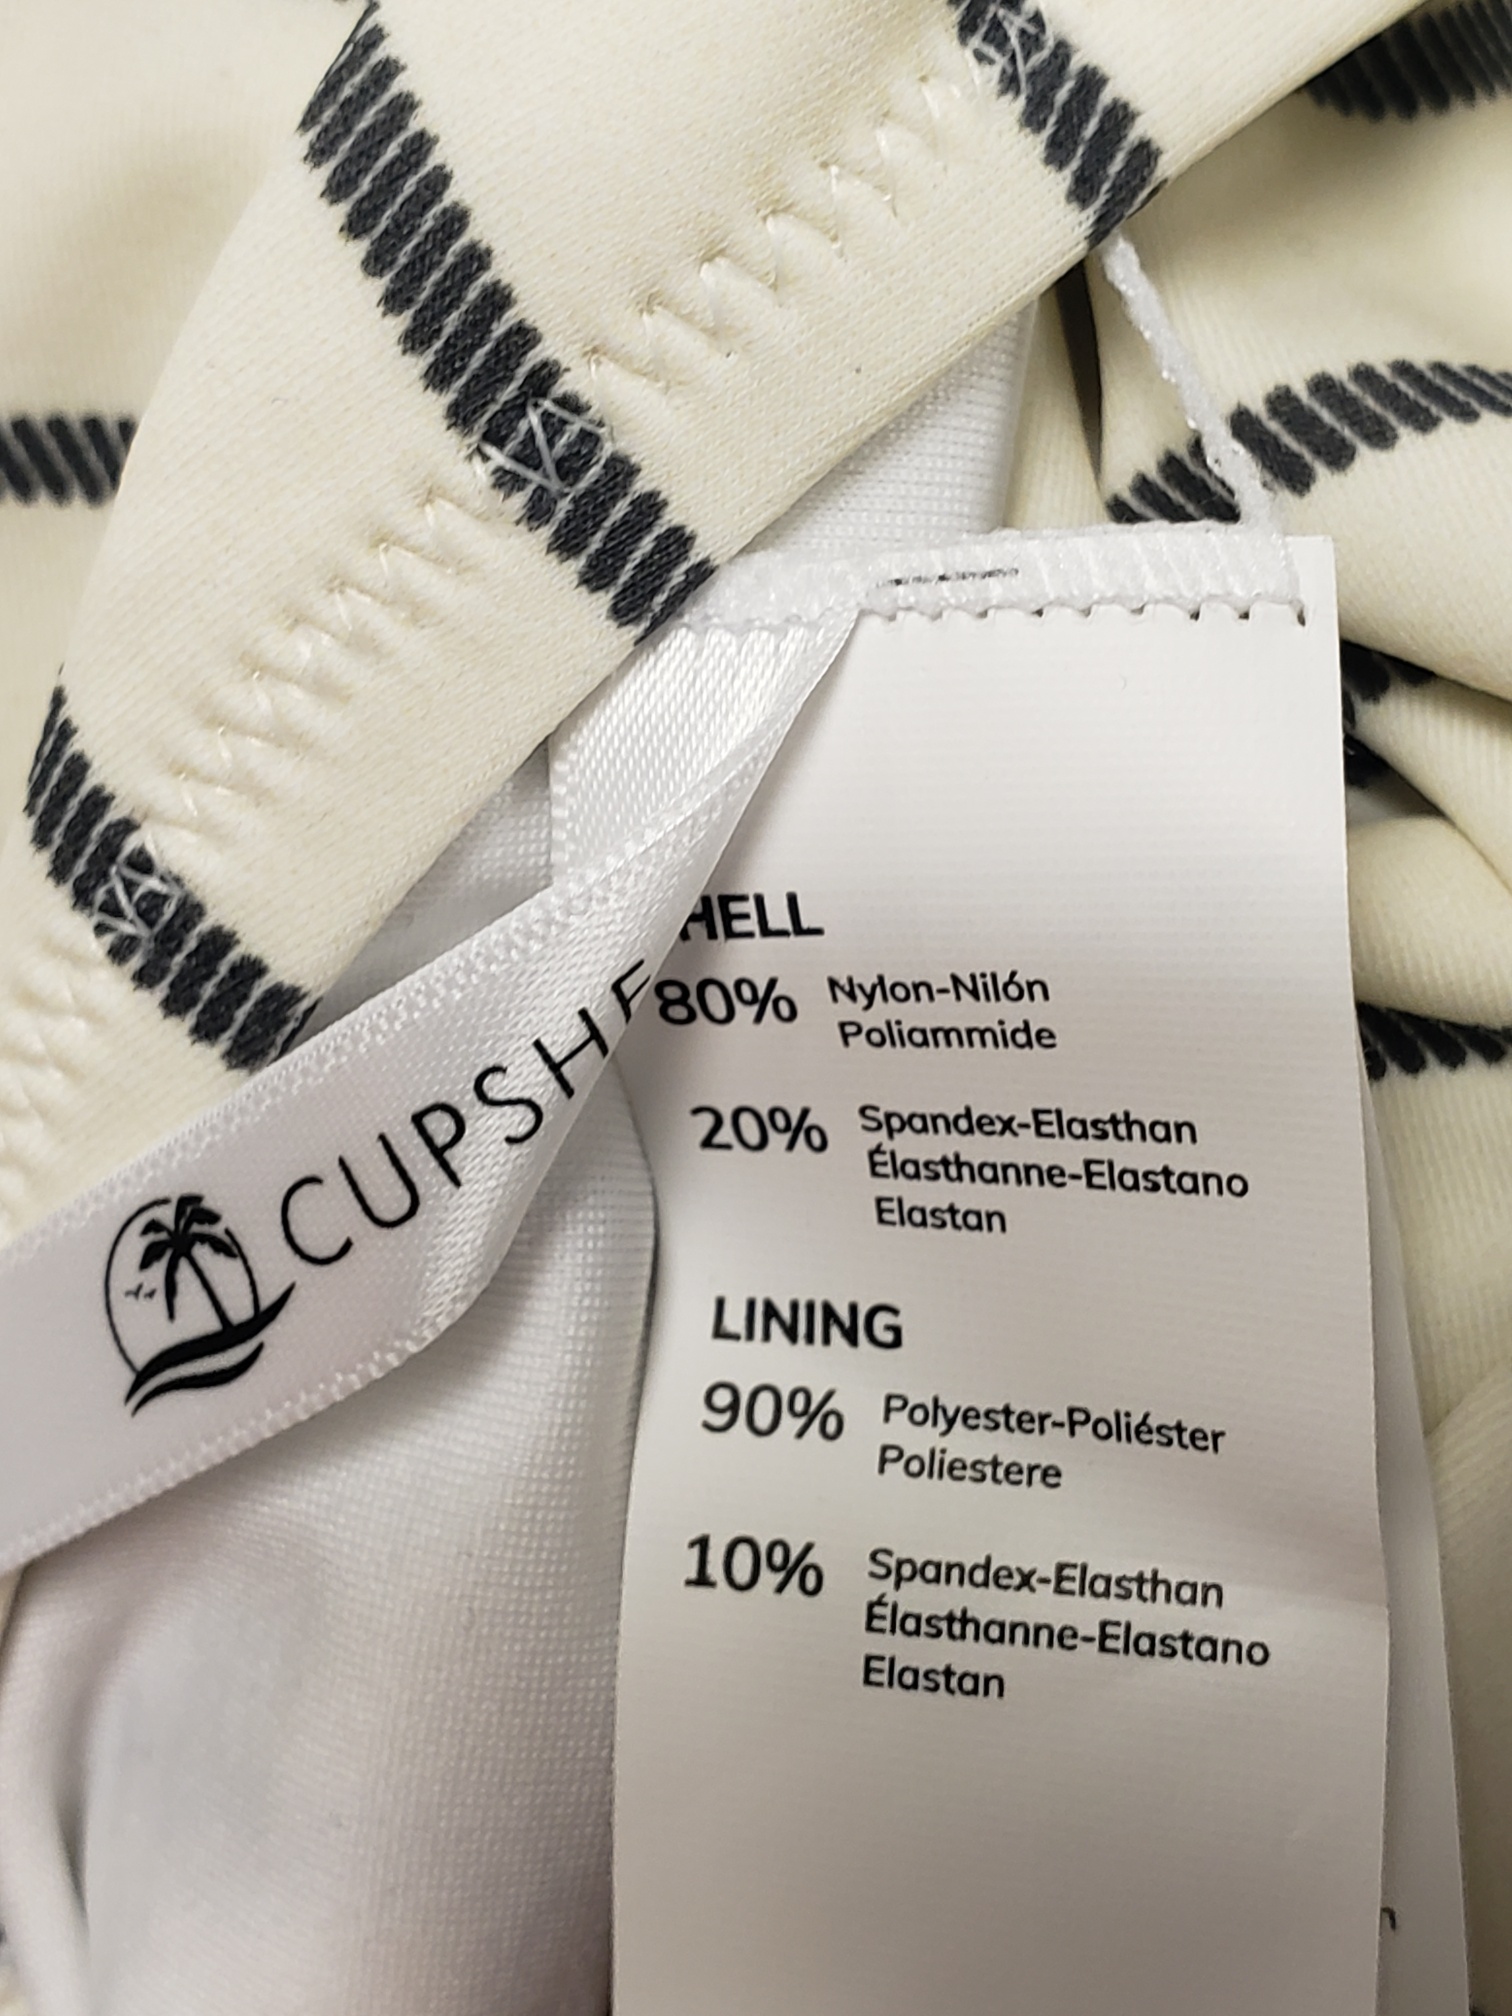 CUPSHE
HELL
80% Nylon-Nilón
Poliammide
20% Spandex-Elasthan
Élasthanne-Elastano
Elastan
LINING
90% Polyester-Poliéster
Poliestere
10% Spandex-Elasthan
Élasthanne-Elastano
Elastan